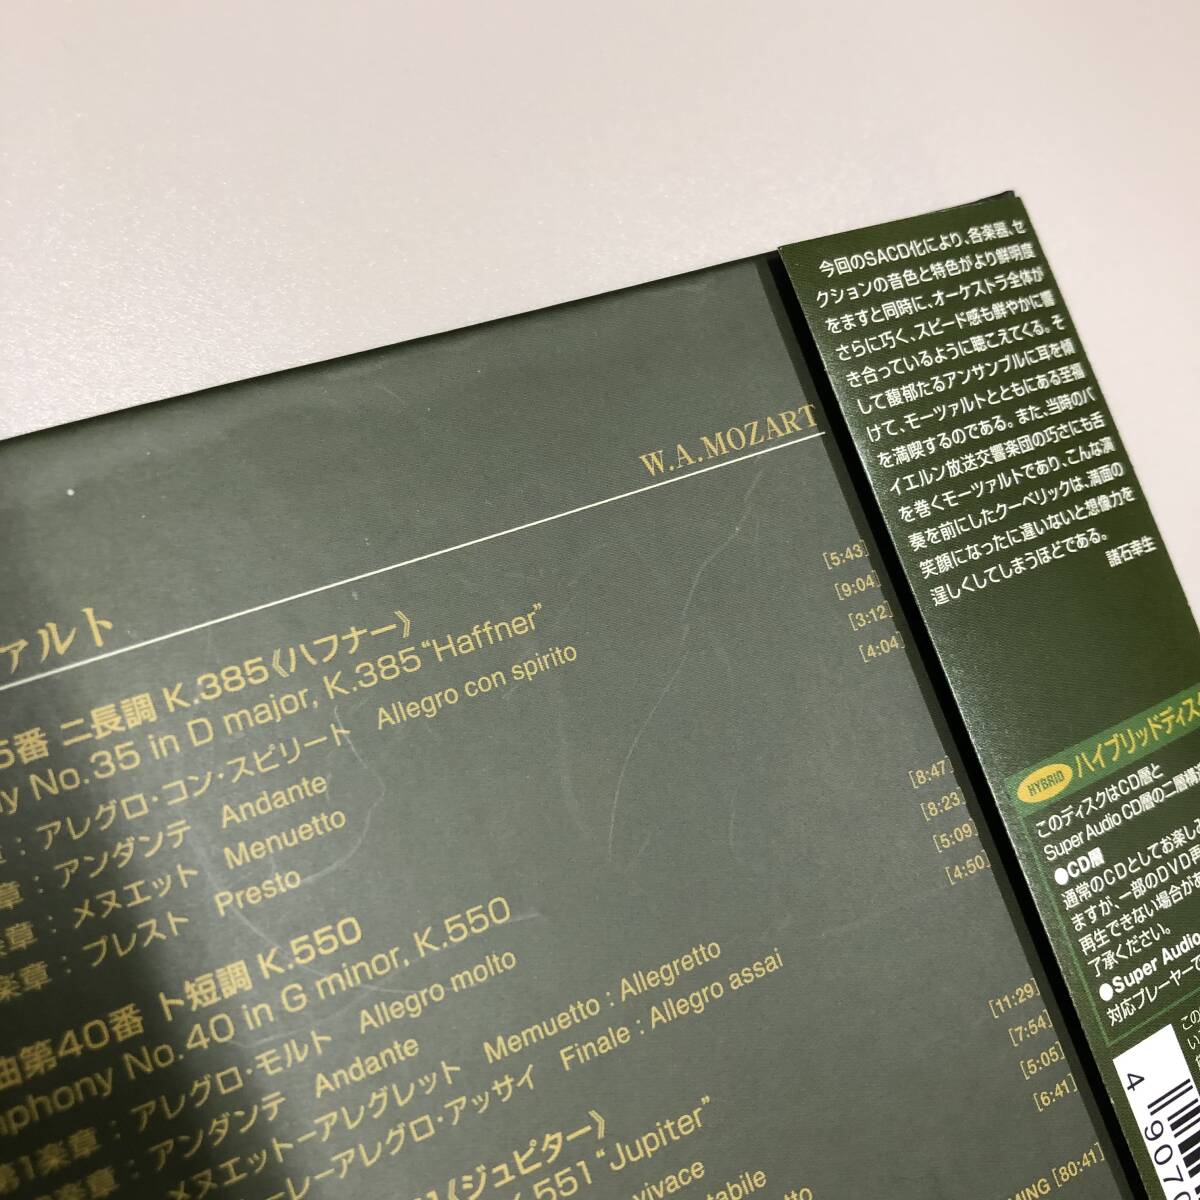 W.A.MOZART
ァルト
5番 ニ長調 K.385《ハフナー》
No.35 in D major, K.385 “Haffner”
アレグロ・コン・スピリート Allegro con spirito [5:43]
章：アンダンテ Andante [9:04]
章：メヌエット Menuetto [3:12]
楽章：プレスト Presto [4:04]
曲第40番 ト短調 K.550
mphony No.40 in G minor, K.550
第1楽章：アレグロ・モルト Allegro molto [8:47]
楽章：アンダンテ Andante [8:23]
メヌエット－アレグレット Memuetto : Allegretto [5:09]
ーレ－アレグロ・アッサイ Finale : Allegro assai [4:50]
《ジュピター》
551 “Jupiter”
vivace [11:29]
tabile [7:54]
tto [5:05]
[6:41]
ING [80:41]
今回のSACD化により、各楽器、セ
クションの音色と特色がより鮮明度
をますと同時に、オーケストラ全体が
さらに巧く、スピード感も鮮やかに響
き合っているように聴こえてくる。そ
して馥郁たるアンサンブルに耳を傾
けて、モーツァルトとともにある至福
を満喫するのである。また、当時のバ
イエルン放送交響楽団の巧さにも舌
を巻くモーツァルトであり、こんな演
奏を前にしたクーベリックは、満面の
笑顔になったに違いないと想像力を
逞しくしてしまうほどである。
諸石幸生
HYBRID ハイブリッドディスク
このディスクはCD層と
Super Audio CD層の二層構造
●CD層
通常のCDとしてお楽しみ
ますが、一部のDVD再
再生できない場合があ
了承ください。
●Super Audio
対応プレーヤーで
この
い
4 907